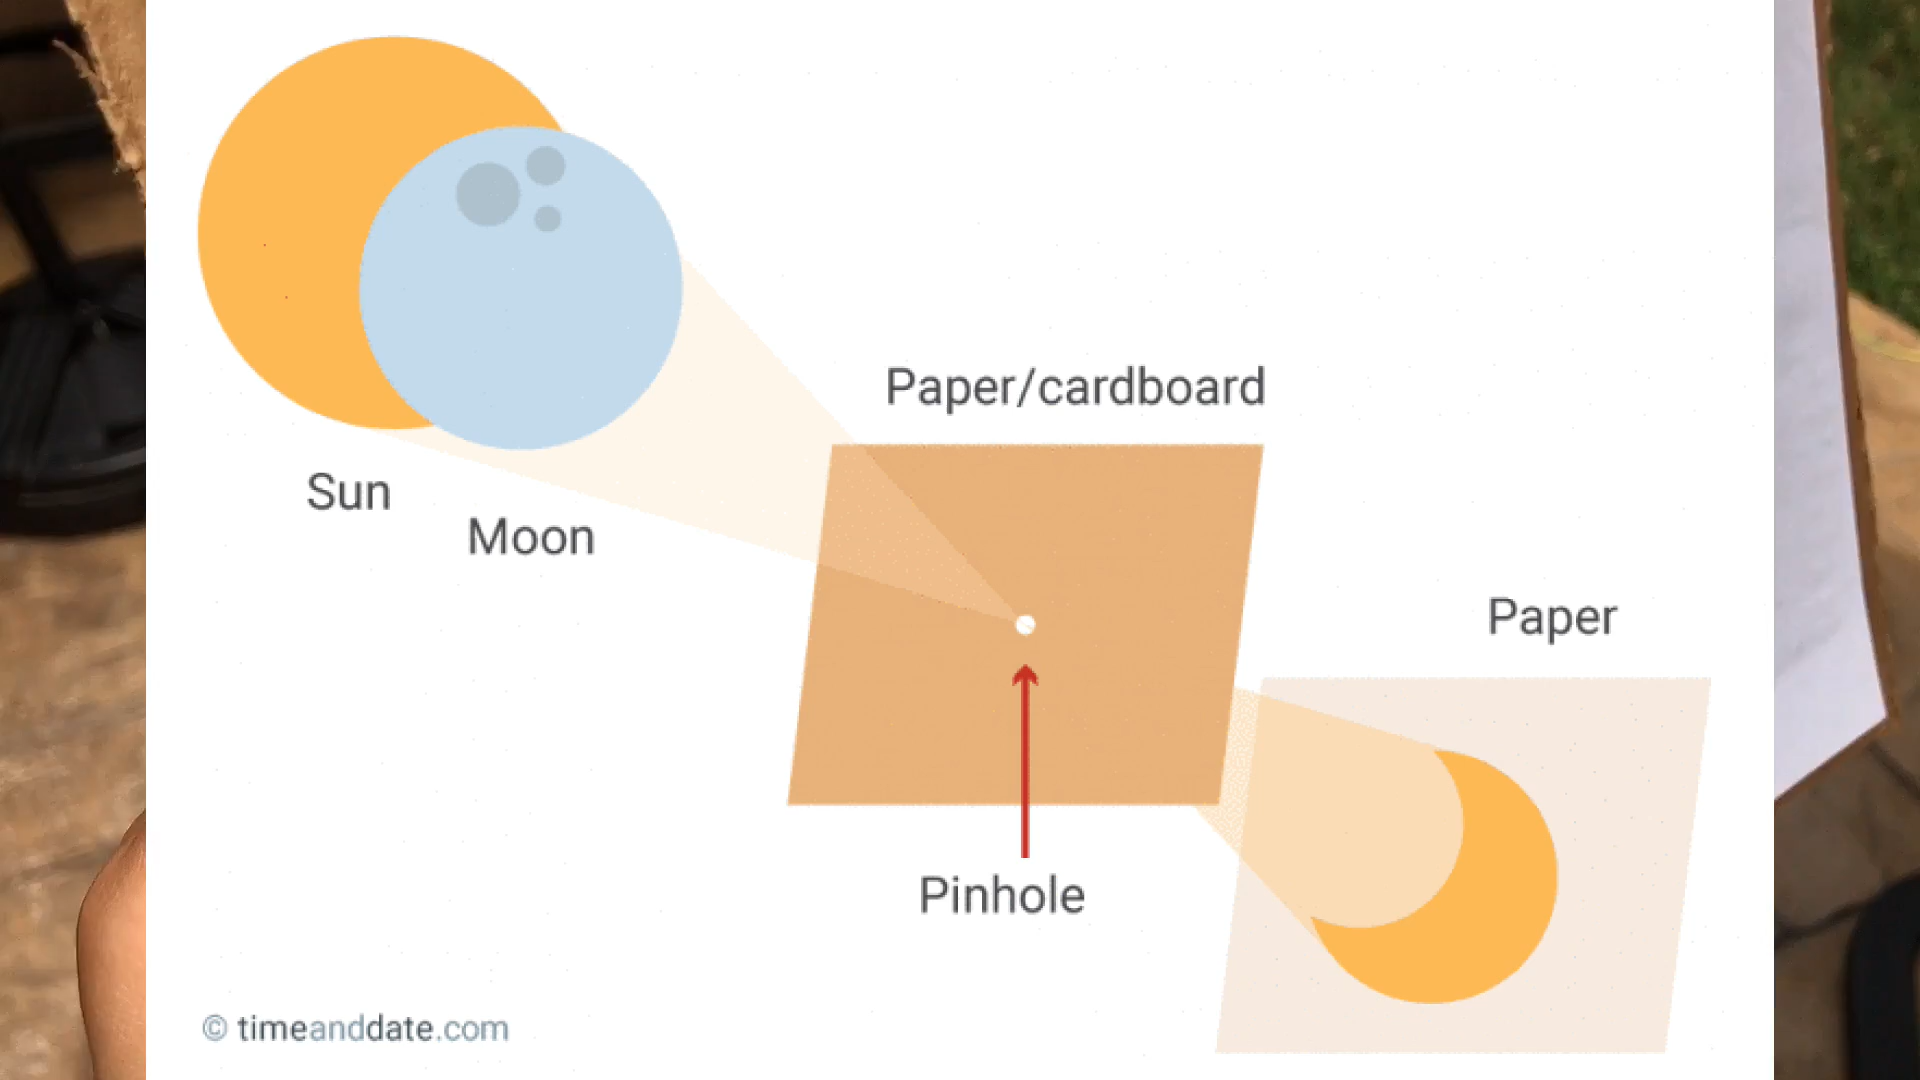 Paper/cardboard
Sun
Moon
Paper
Pinhole
© timeanddate.com